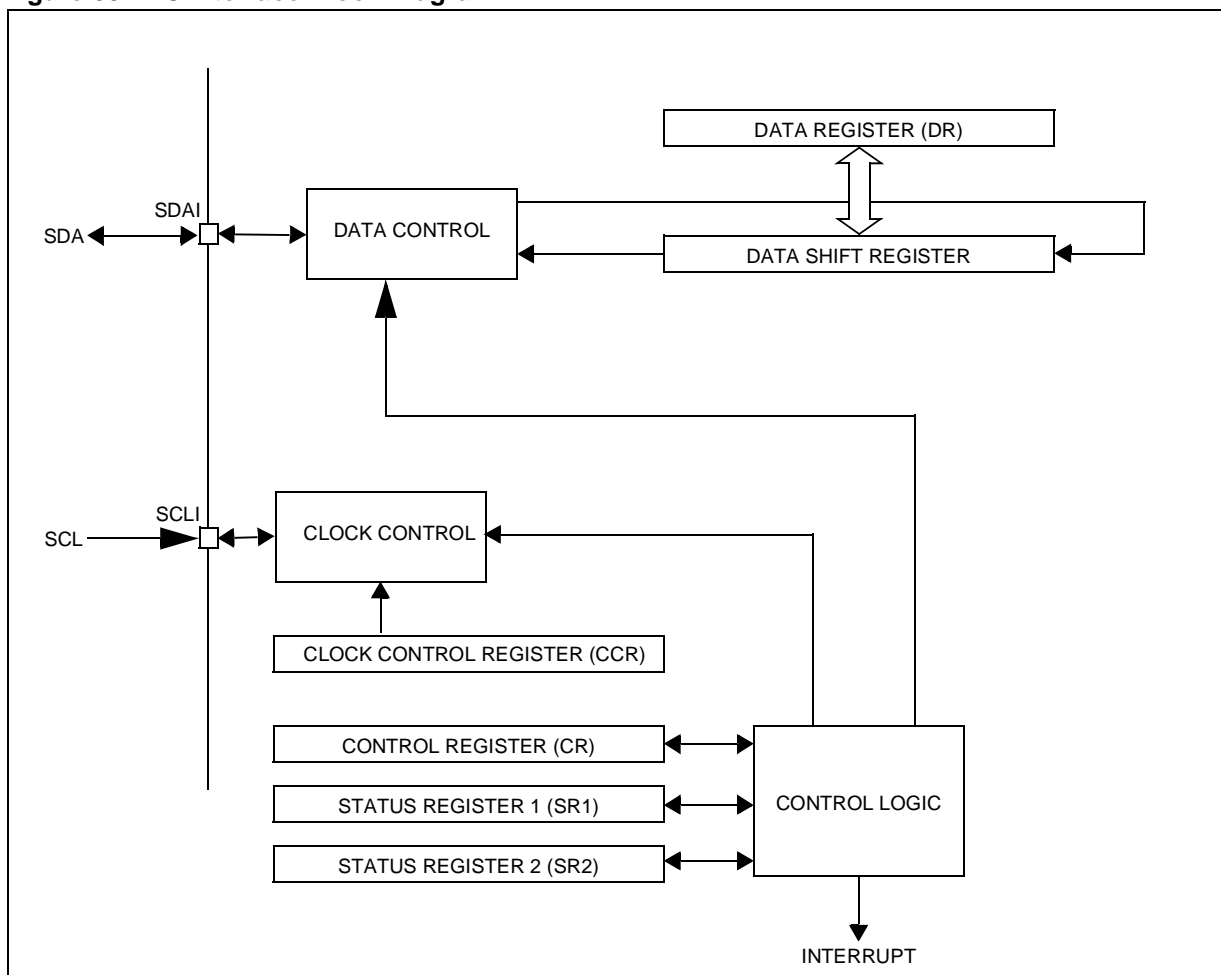 DATA REGISTER (DR)
SDAI
SDA
DATA CONTROL
DATA SHIFT REGISTER
SCLI
SCL
CLOCK CONTROL
CLOCK CONTROL REGISTER (CCR)
CONTROL REGISTER (CR)
STATUS REGISTER 1 (SR1)
CONTROL LOGIC
STATUS REGISTER 2 (SR2)
INTERRUPT